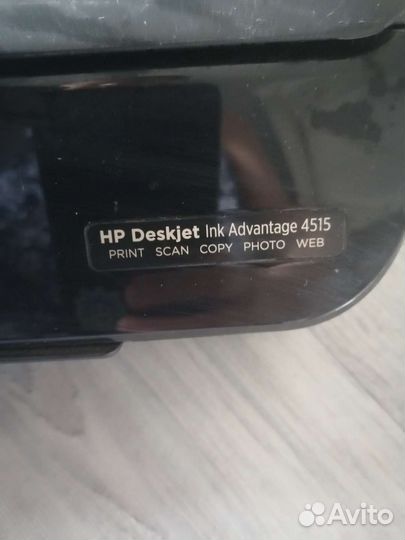 HP Deskjet Ink Advantage 4515
PRINT SCAN COPY PHOTO WEB
Avito